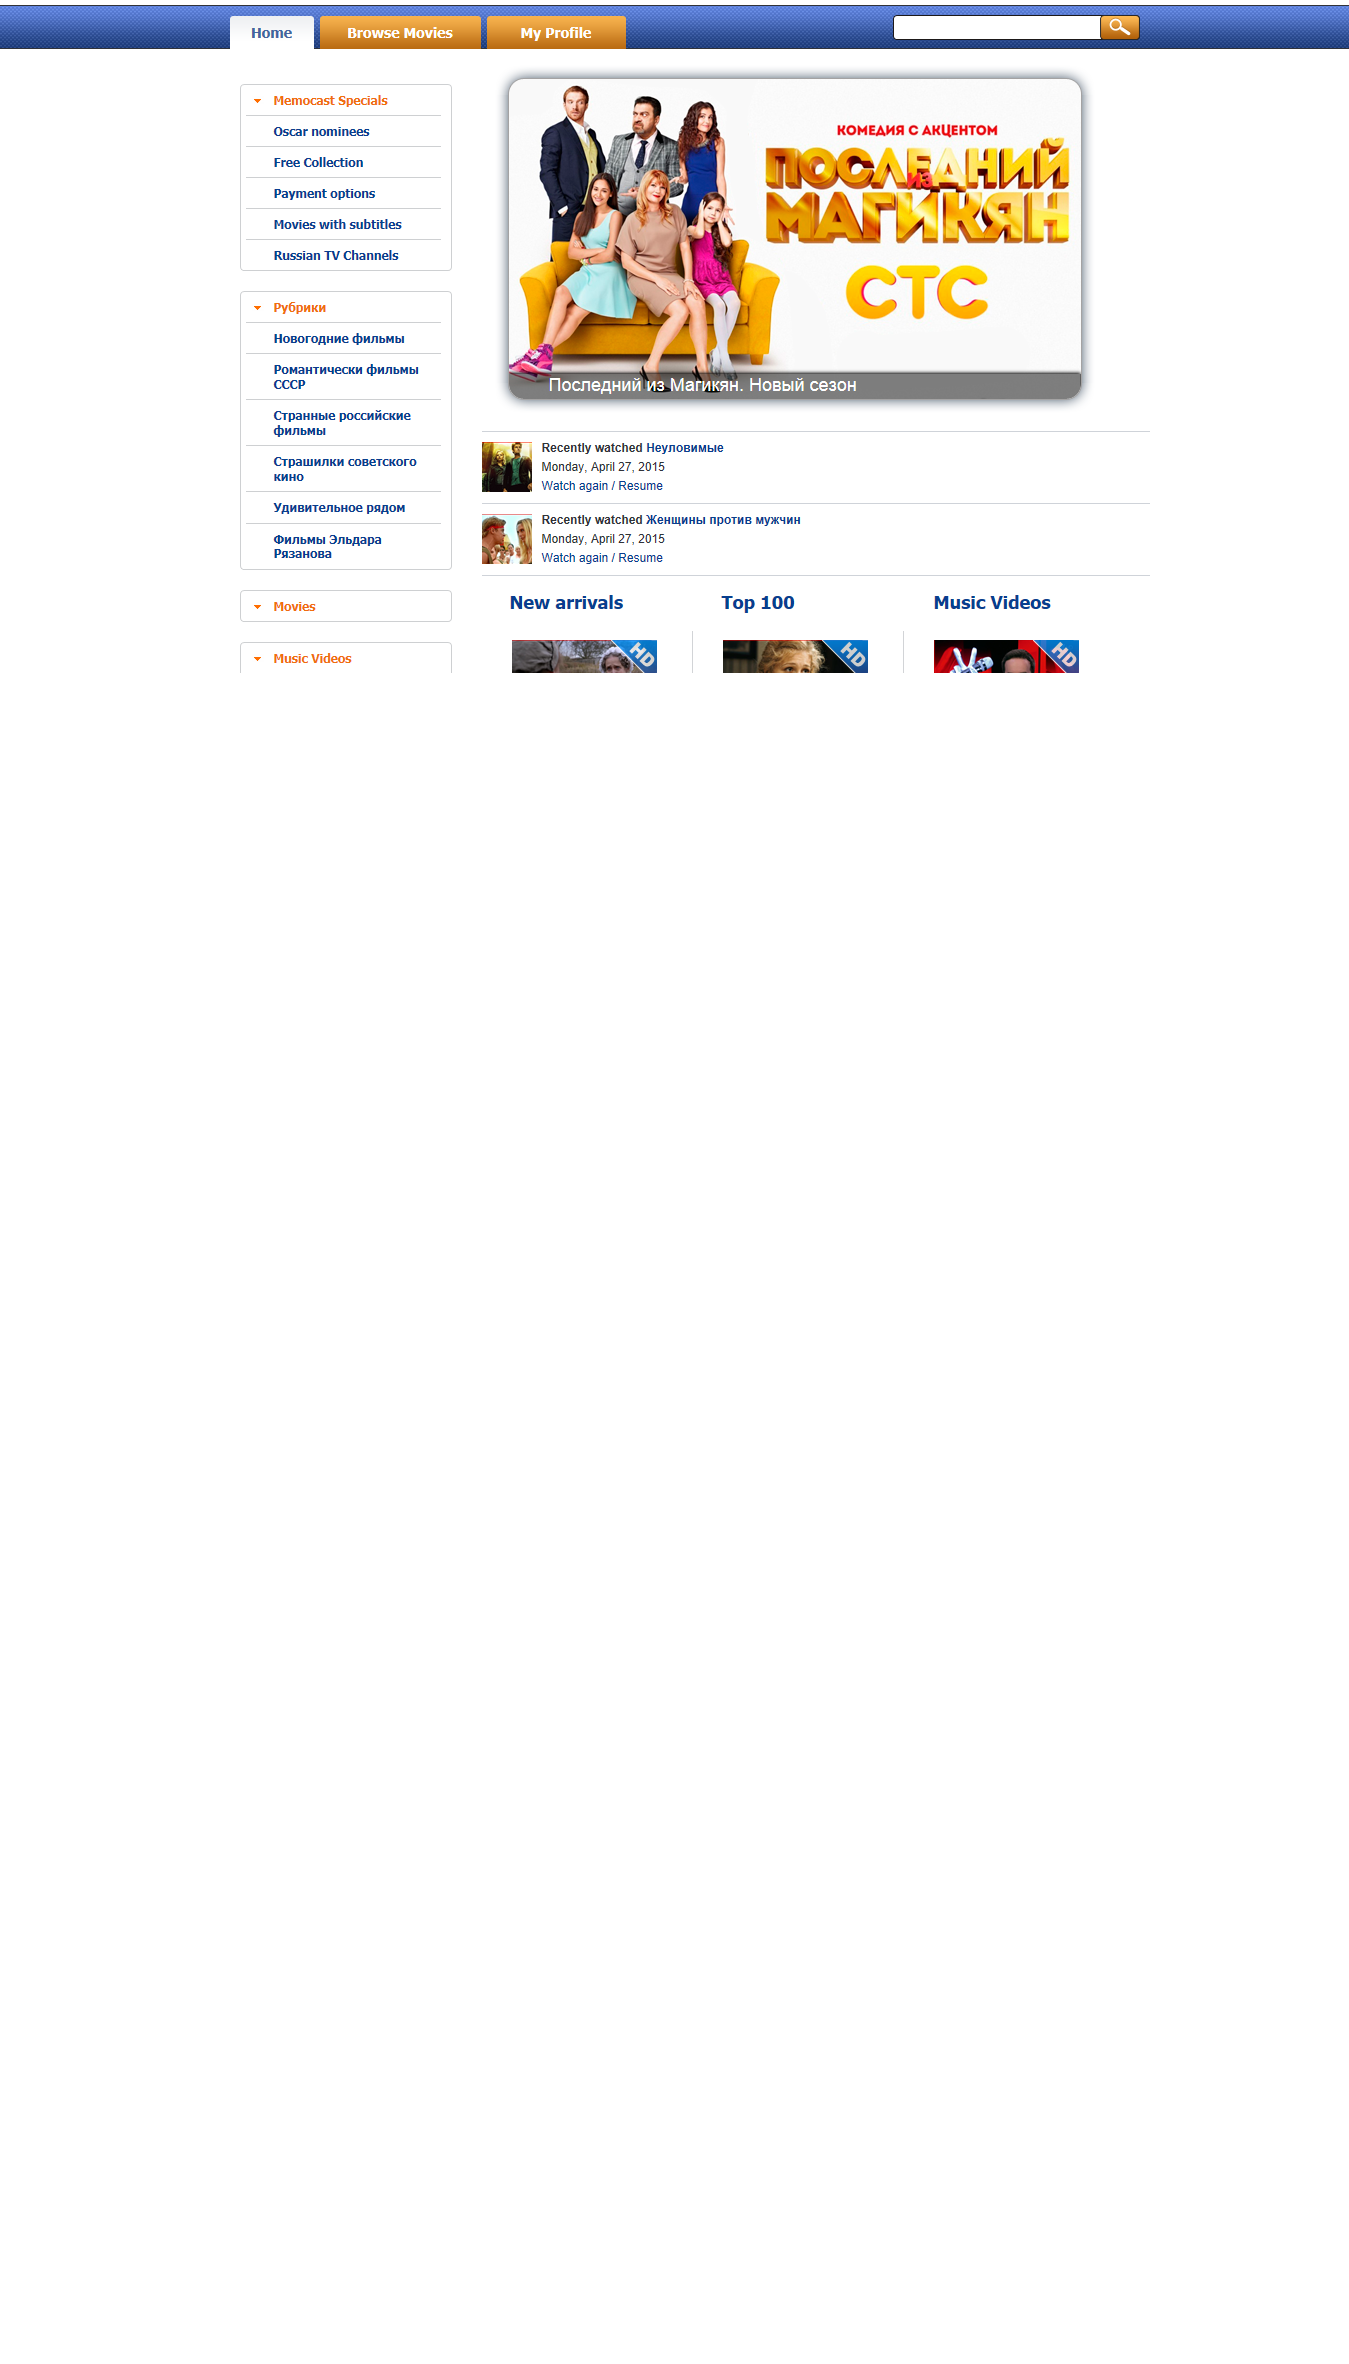 Home
Browse Movies
My Profile
Memocast Specials
Oscar nominees
Free Collection
Payment options
Movies with subtitles
Russian TV Channels
Рубрики
Новогодние фильмы
Романтически фильмы
СССР
Странные российские
фильмы
Страшилки советского
кино
Удивительное рядом
Фильмы Эльдара
Рязанова
Movies
Music Videos
КОМЕДИЯ С АКЦЕНТОМ
ПОСЛЕДНИЙ
из
МАГИКЯН
СТС
Последний из Магикян. Новый сезон
Recently watched Неуловимые
Monday, April 27, 2015
Watch again / Resume
Recently watched Женщины против мужчин
Monday, April 27, 2015
Watch again / Resume
New arrivals
Top 100
Music Videos
HD
HD
HD